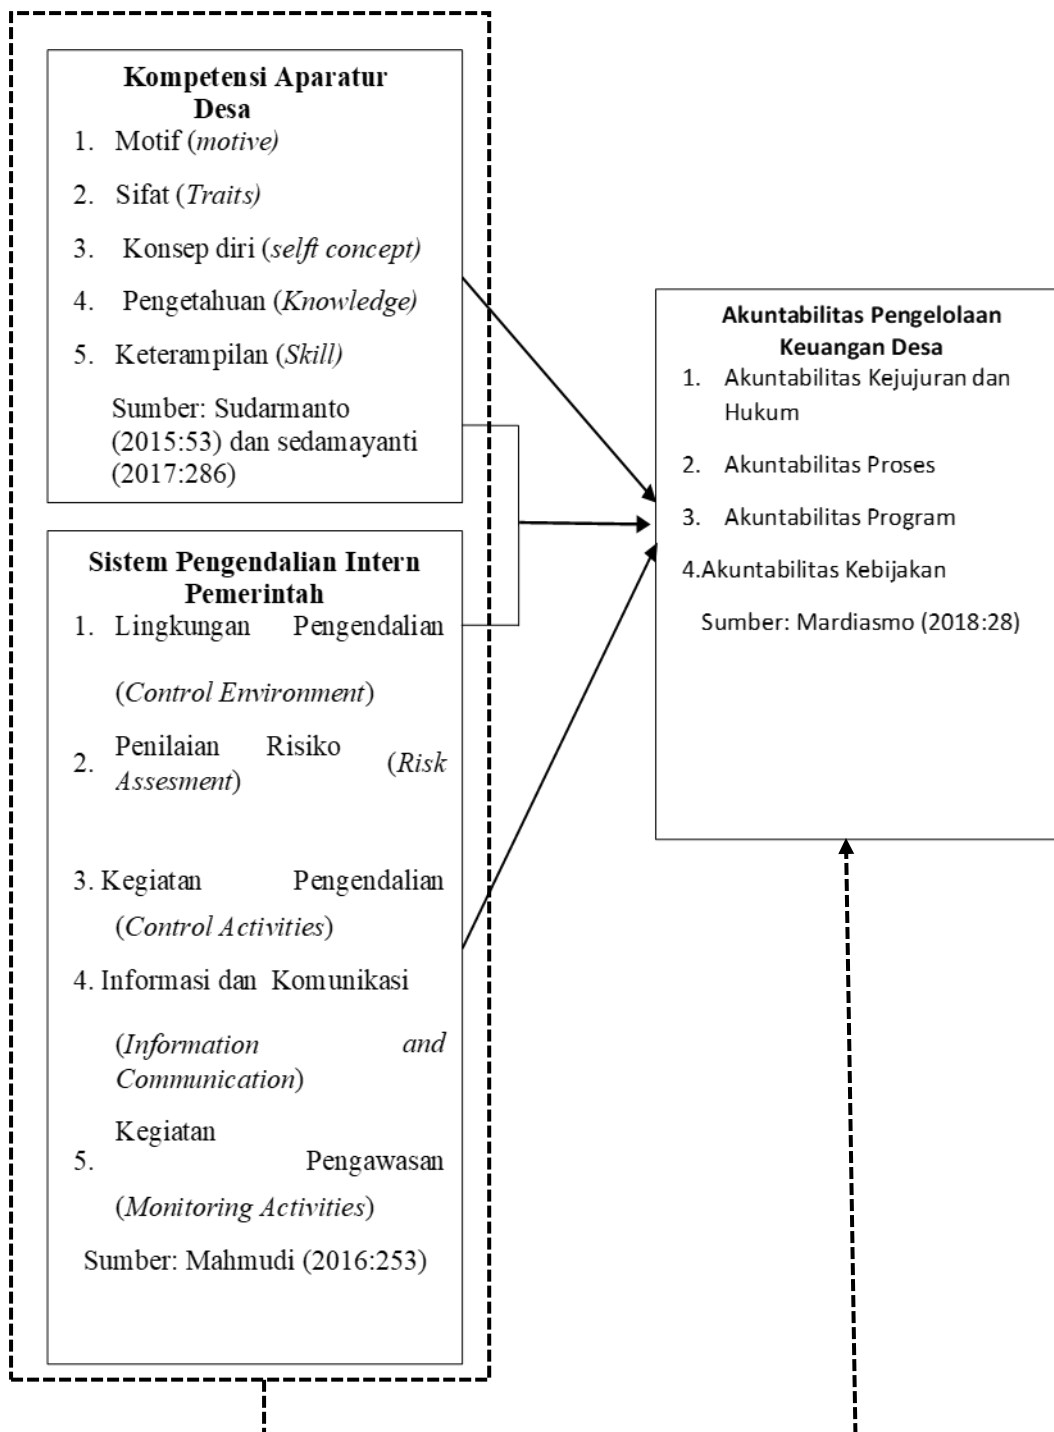 Kompetensi Aparatur
Desa
1. Motif (motive)
2. Sifat (Traits)
3. Konsep diri (selft concept)
4. Pengetahuan (Knowledge)
5. Keterampilan (Skill)
Sumber: Sudarmanto
(2015:53) dan sedamayanti
(2017:286)
Sistem Pengendalian Intern
Pemerintah
1. Lingkungan Pengendalian
(Control Environment)
2. Penilaian Risiko (Risk
Assesment)
3. Kegiatan Pengendalian
(Control Activities)
4. Informasi dan Komunikasi
(Information and
Communication)
Kegiatan
5. Pengawasan
(Monitoring Activities)
Sumber: Mahmudi (2016:253)
Akuntabilitas Pengelolaan
Keuangan Desa
1. Akuntabilitas Kejujuran dan
Hukum
2. Akuntabilitas Proses
3. Akuntabilitas Program
4.Akuntabilitas Kebijakan
Sumber: Mardiasmo (2018:28)